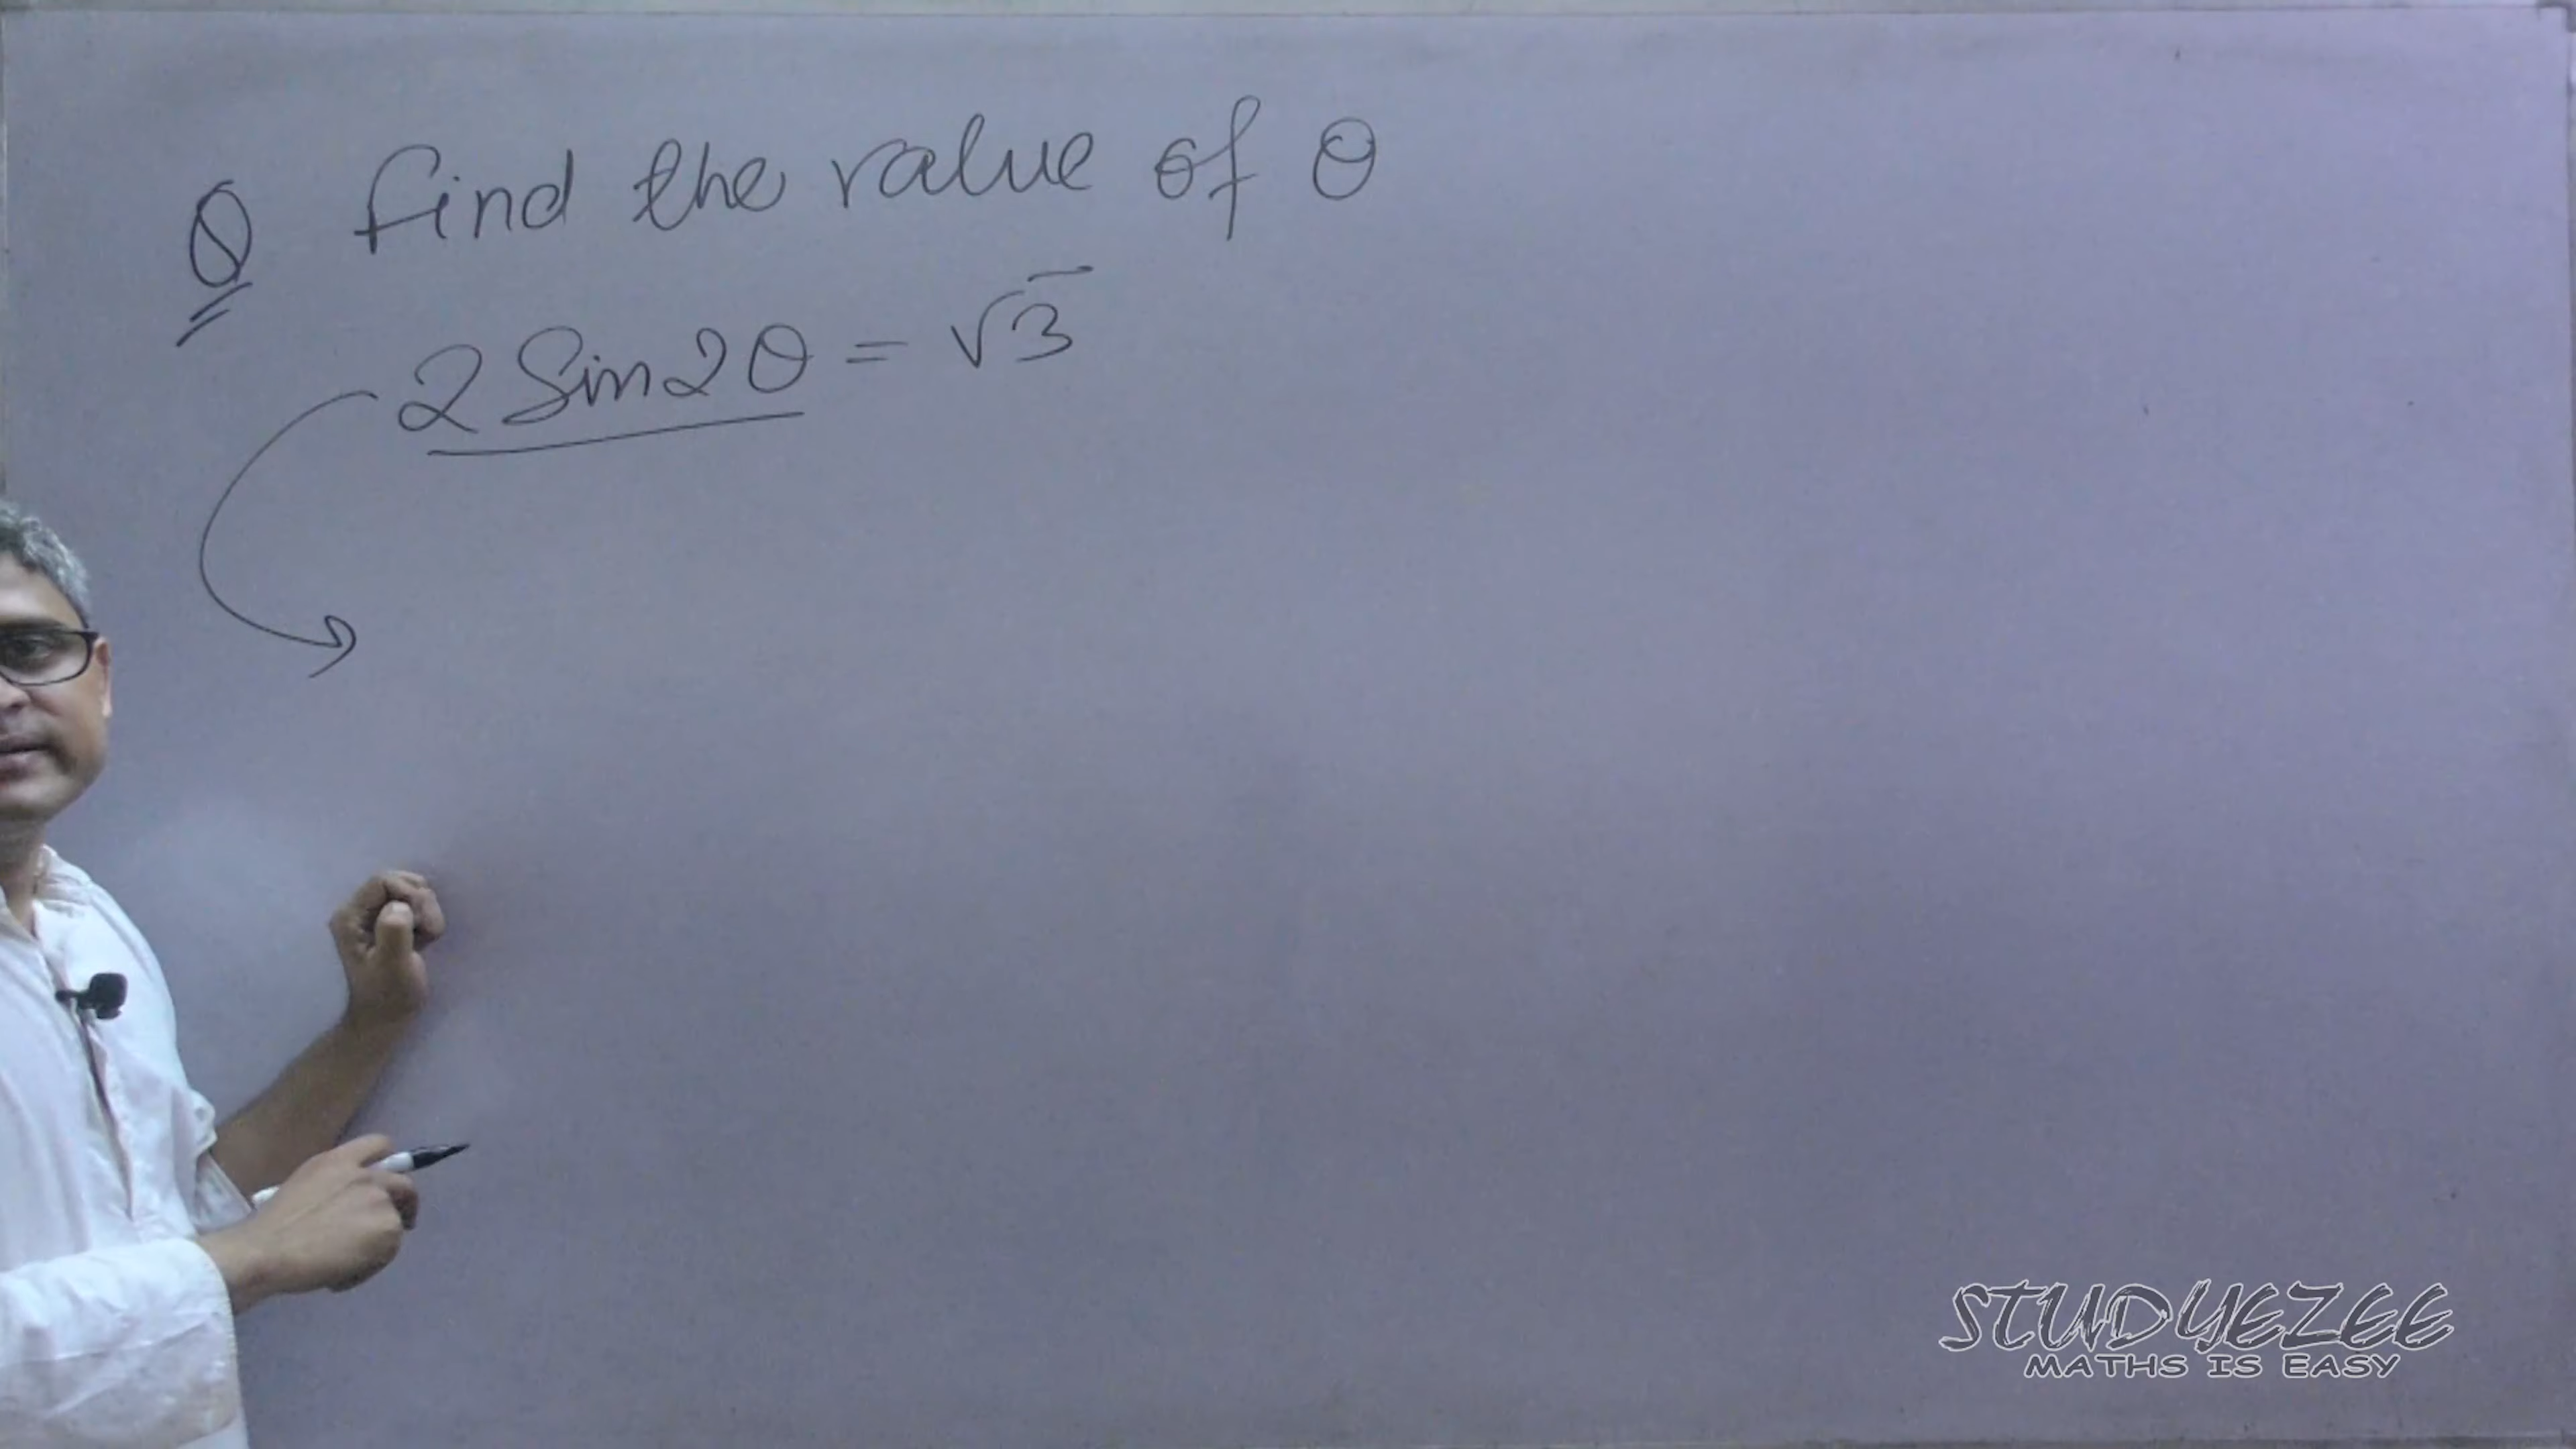 Q Find the value of θ
2 Sin2θ = √3
STUDYEZEE
MATHS IS EASY